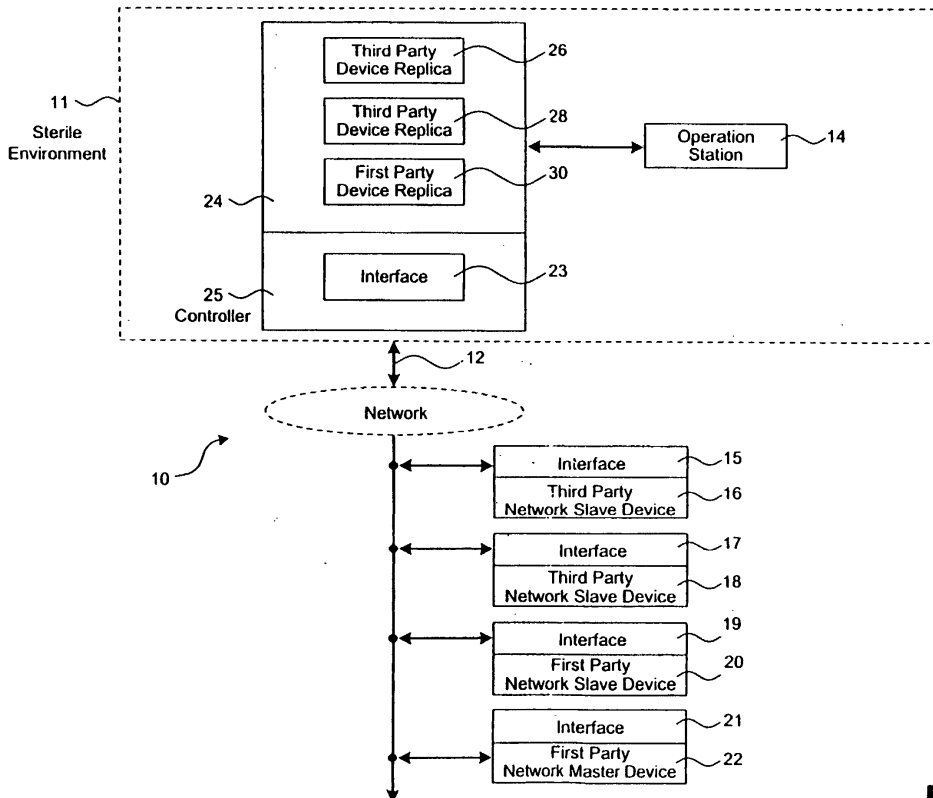 Third Party
Device Replica
26
11
Sterile
Environment
Third Party
Device Replica
28
Operation
Station
14
First Party
Device Replica
30
24
Interface
23
25
Controller
12
Network
10
Interface
15
Third Party
Network Slave Device
16
Interface
17
Third Party
Network Slave Device
18
Interface
19
First Party
Network Slave Device
20
Interface
21
First Party
Network Master Device
22